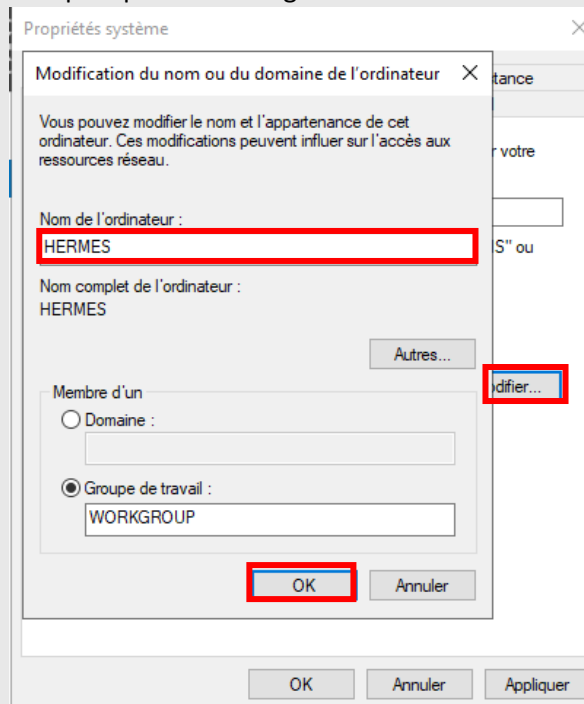 Propriétés système
Modification du nom ou du domaine de l'ordinateur
tance
Vous pouvez modifier le nom et l'appartenance de cet
ordinateur. Ces modifications peuvent influer sur l'accès aux
ressources réseau.
r votre
Nom de l'ordinateur :
HERMES
S" ou
Nom complet de l'ordinateur :
HERMES
Autres...
odifier...
Membre d'un
Domaine :
Groupe de travail :
WORKGROUP
OK
Annuler
OK
Annuler
Appliquer